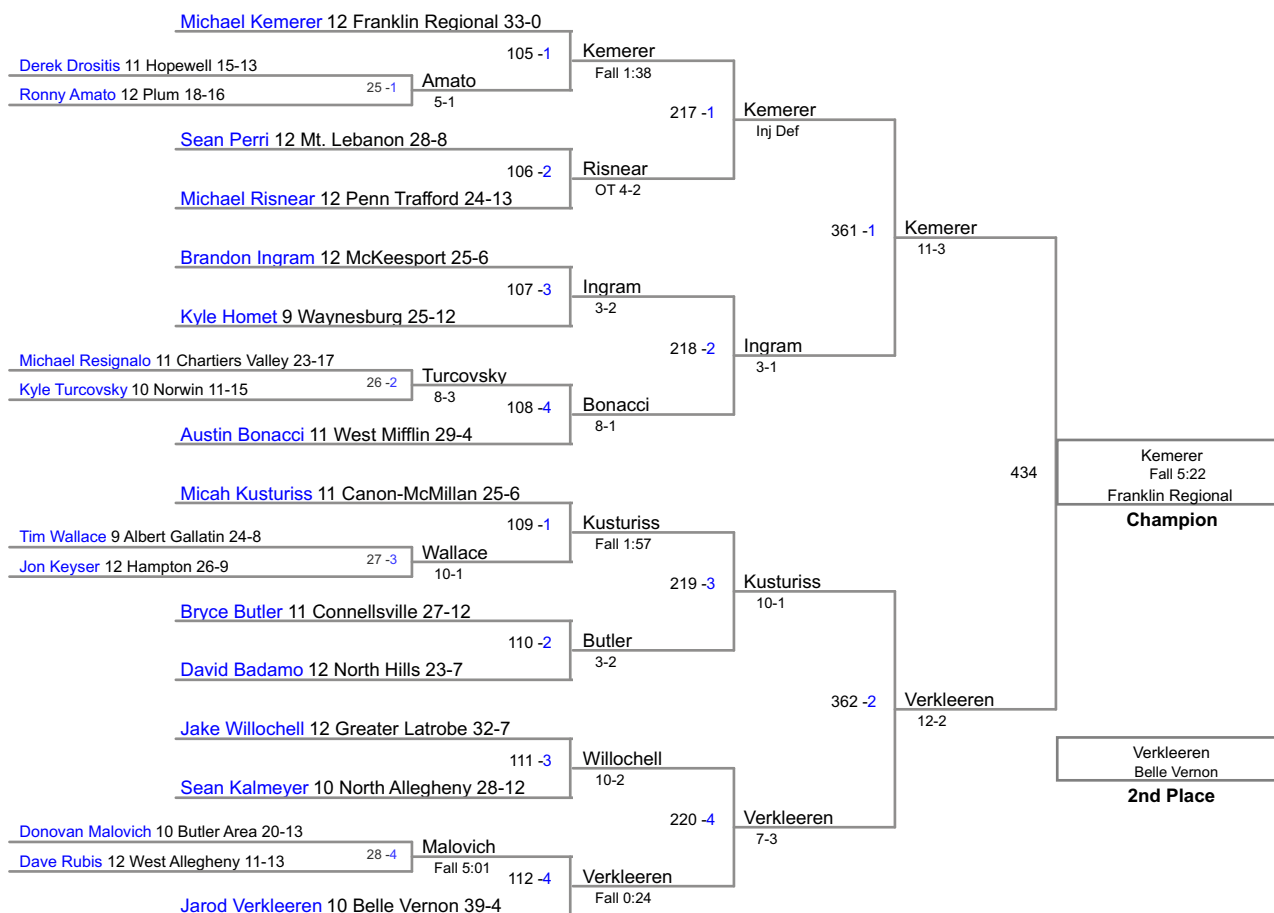 Michael Kemerer 12 Franklin Regional 33-0
105 -1
Kemerer
Fall 1:38
Derek Drositis 11 Hopewell 15-13
25 -1
Amato
5-1
Ronny Amato 12 Plum 18-16
217 -1
Kemerer
Inj Def
Sean Perri 12 Mt. Lebanon 28-8
106 -2
Risnear
OT 4-2
Michael Risnear 12 Penn Trafford 24-13
361 -1
Kemerer
11-3
Brandon Ingram 12 McKeesport 25-6
107 -3
Ingram
3-2
Kyle Homet 9 Waynesburg 25-12
218 -2
Ingram
3-1
Michael Resignalo 11 Chartiers Valley 23-17
26 -2
Turcovsky
8-3
Kyle Turcovsky 10 Norwin 11-15
108 -4
Bonacci
8-1
Austin Bonacci 11 West Mifflin 29-4
434
Kemerer
Fall 5:22
Franklin Regional
Champion
Micah Kusturiss 11 Canon-McMillan 25-6
109 -1
Kusturiss
Fall 1:57
Tim Wallace 9 Albert Gallatin 24-8
27 -3
Wallace
10-1
Jon Keyser 12 Hampton 26-9
219 -3
Kusturiss
10-1
Bryce Butler 11 Connellsville 27-12
110 -2
Butler
3-2
David Badamo 12 North Hills 23-7
362 -2
Verkleeren
12-2
Jake Willochell 12 Greater Latrobe 32-7
111 -3
Willochell
10-2
Sean Kalmeyer 10 North Allegheny 28-12
Verkleeren
Belle Vernon
2nd Place
220 -4
Verkleeren
7-3
Donovan Malovich 10 Butler Area 20-13
28 -4
Malovich
Fall 5:01
Dave Rubis 12 West Allegheny 11-13
112 -4
Verkleeren
Fall 0:24
Jarod Verkleeren 10 Belle Vernon 39-4